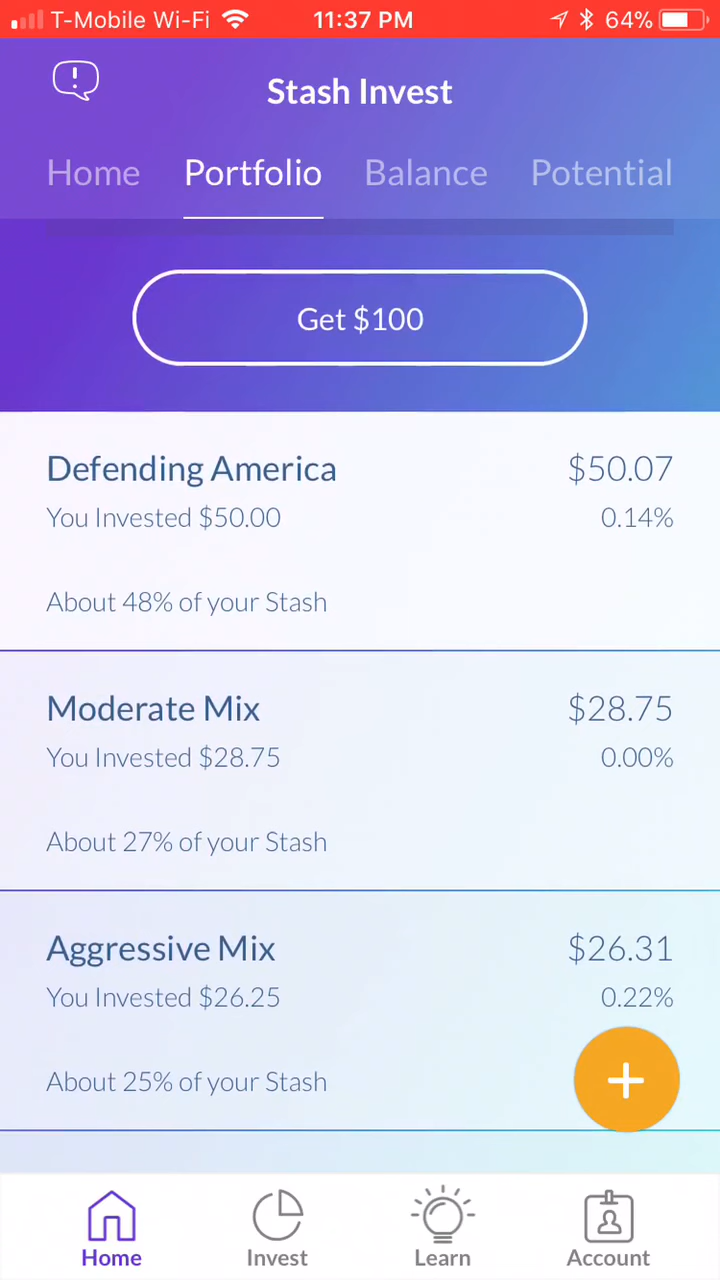 T-Mobile Wi-Fi 11:37 PM 64%
Stash Invest
Home Portfolio Balance Potential
Get $100
Defending America $50.07
You Invested $50.00 0.14%
About 48% of your Stash
Moderate Mix $28.75
You Invested $28.75 0.00%
About 27% of your Stash
Aggressive Mix $26.31
You Invested $26.25 0.22%
About 25% of your Stash
Home Invest Learn Account